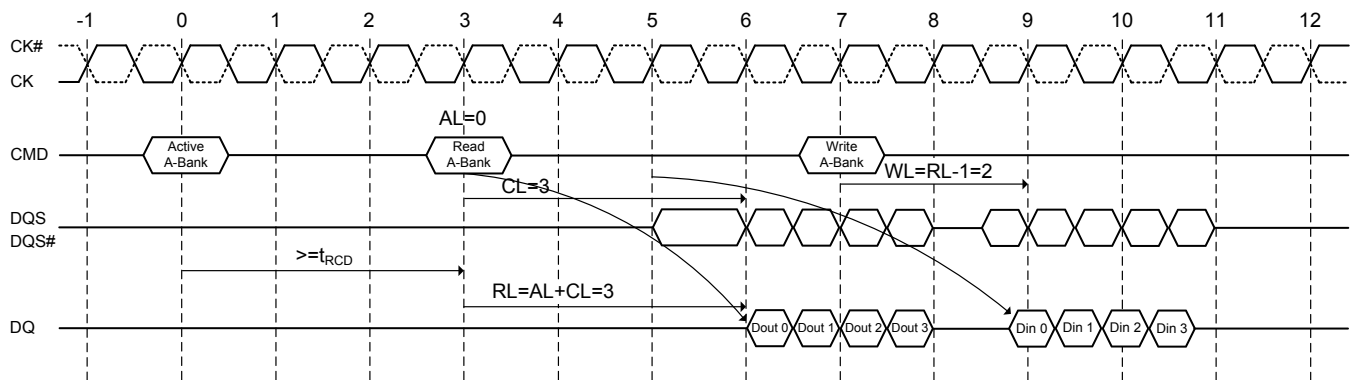 -1 0 1 2 3 4 5 6 7 8 9 10 11 12
CK#
CK
AL=0
CMD
Active
A-Bank
Read
A-Bank
Write
A-Bank
CL=3
WL=RL-1=2
DQS
DQS#
>=tRCD
RL=AL+CL=3
DQ
Dout 0 Dout 1 Dout 2 Dout 3 Din 0 Din 1 Din 2 Din 3